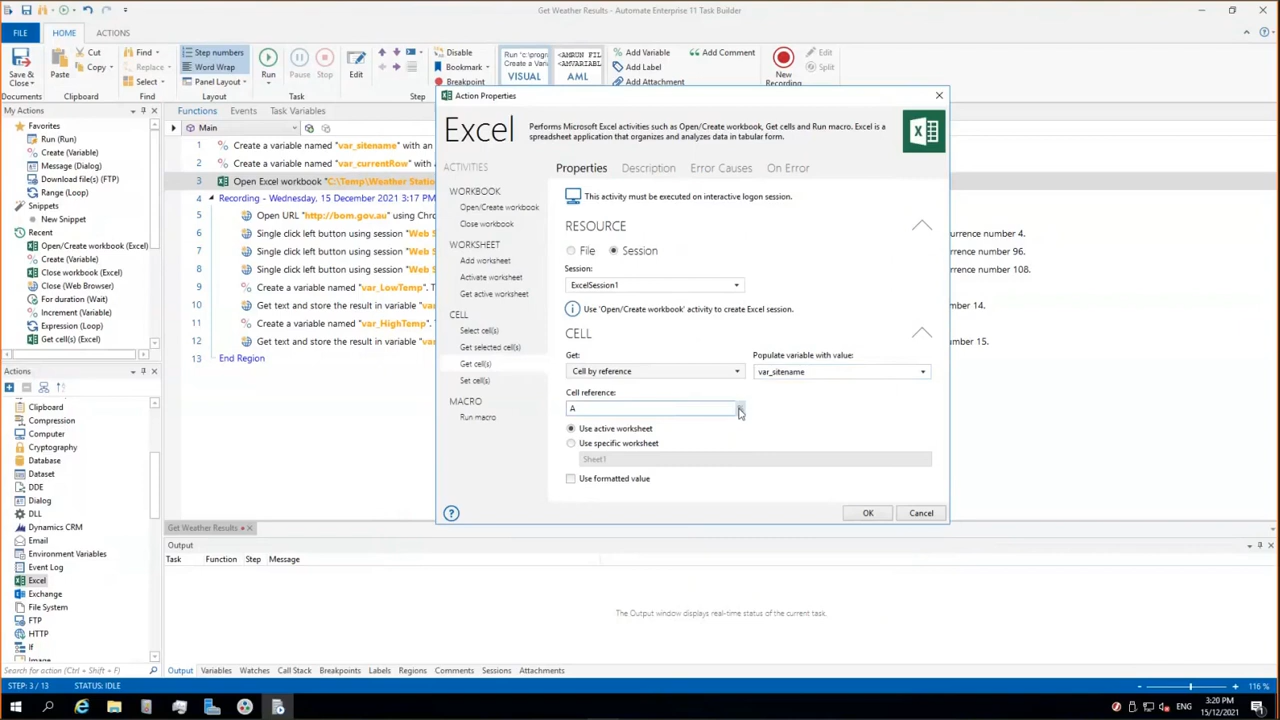 Get Weather Results - Automate Enterprise 11 Task Builder
FILE HOME ACTIONS
Save & Close
Documents
Paste
Cut
Copy
Clipboard
Find
Replace
Select
Find
Step numbers
Word Wrap
Panel Layout
Layout
Run
Pause
Stop
Task
Edit
Disable
Bookmark
Breakpoint
Step
Run 'c:\progr
Create a Vari
VISUAL
<AMRUN FIL
<AMVARIABL
AML
Add Variable
Add Label
Add Attachment
Add Comment
New Recording
Edit
Split
My Actions
Favorites
Run (Run)
Create (Variable)
Message (Dialog)
Download file(s) (FTP)
Range (Loop)
Snippets
New Snippet
Recent
Open/Create workbook (Excel)
Create (Variable)
Close workbook (Excel)
Close (Web Browser)
For duration (Wait)
Increment (Variable)
Expression (Loop)
Get cell(s) (Excel)
Actions
Clipboard
Compression
Computer
Cryptography
Database
Dataset
DDE
Dialog
DLL
Dynamics CRM
Email
Environment Variables
Event Log
Excel
Exchange
File System
FTP
HTTP
If
Image
Search for action (Ctrl + Shift + F)
Functions Events Task Variables
Main
1 Create a variable named "var_sitename" with an
2 Create a variable named "var_currentRow" with
3 Open Excel workbook "C:\Temp\Weather Statio
4 Recording - Wednesday, 15 December 2021 3:17 PM
5 Open URL "http://bom.gov.au" using Chro
6 Single click left button using session "Web S urrence number 4.
7 Single click left button using session "Web S urrence number 96.
8 Single click left button using session "Web S currence number 108.
9 Create a variable named "var_LowTemp". T
10 Get text and store the result in variable "var 14.
11 Create a variable named "var_HighTemp".
12 Get text and store the result in variable "var 15.
13 End Region
Action Properties
Excel
Performs Microsoft Excel activities such as Open/Create workbook, Get cells and Run macro. Excel is a
spreadsheet application that organizes and analyzes data in tabular form.
ACTIVITIES
WORKBOOK
Open/Create workbook
Close workbook
WORKSHEET
Add worksheet
Activate worksheet
Get active worksheet
CELL
Select cell(s)
Get selected cell(s)
Get cell(s)
Set cell(s)
MACRO
Run macro
Properties Description Error Causes On Error
This activity must be executed on interactive logon session.
RESOURCE
File Session
Session:
ExcelSession1
Use 'Open/Create workbook' activity to create Excel session.
CELL
Get: Populate variable with value:
Cell by reference var_sitename
Cell reference:
A
Use active worksheet
Use specific worksheet
Sheet1
Use formatted value
OK Cancel
Get Weather Results
Output
Task Function Step Message
The Output window displays real-time status of the current task.
Output Variables Watches Call Stack Breakpoints Labels Regions Comments Sessions Attachments
STEP: 3 / 13 STATUS: IDLE 116 %
ENG
3:20 PM
15/12/2021